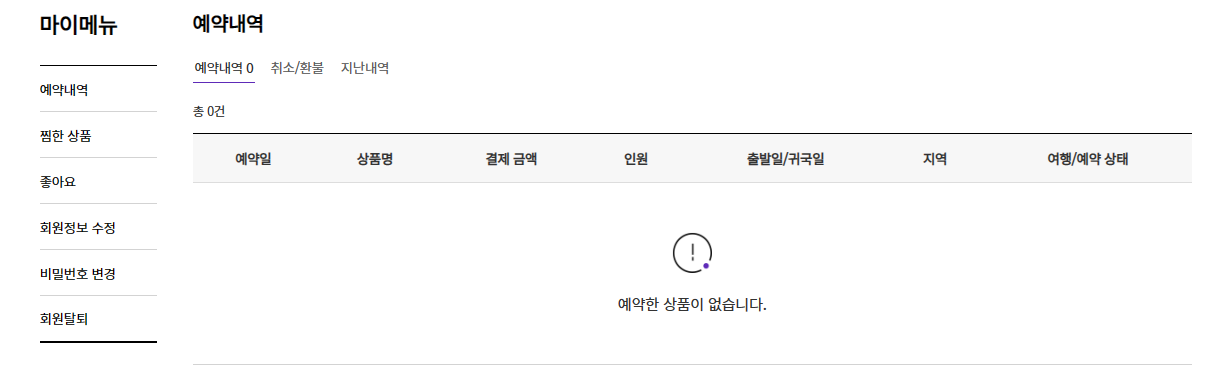 마이메뉴
예약내역
찜한 상품
좋아요
회원정보 수정
비밀번호 변경
회원탈퇴
예약내역
예약내역 0 취소/환불 지난내역
총 0건
예약일 상품명 결제 금액 인원 출발일/귀국일 지역 여행/예약 상태
예약한 상품이 없습니다.